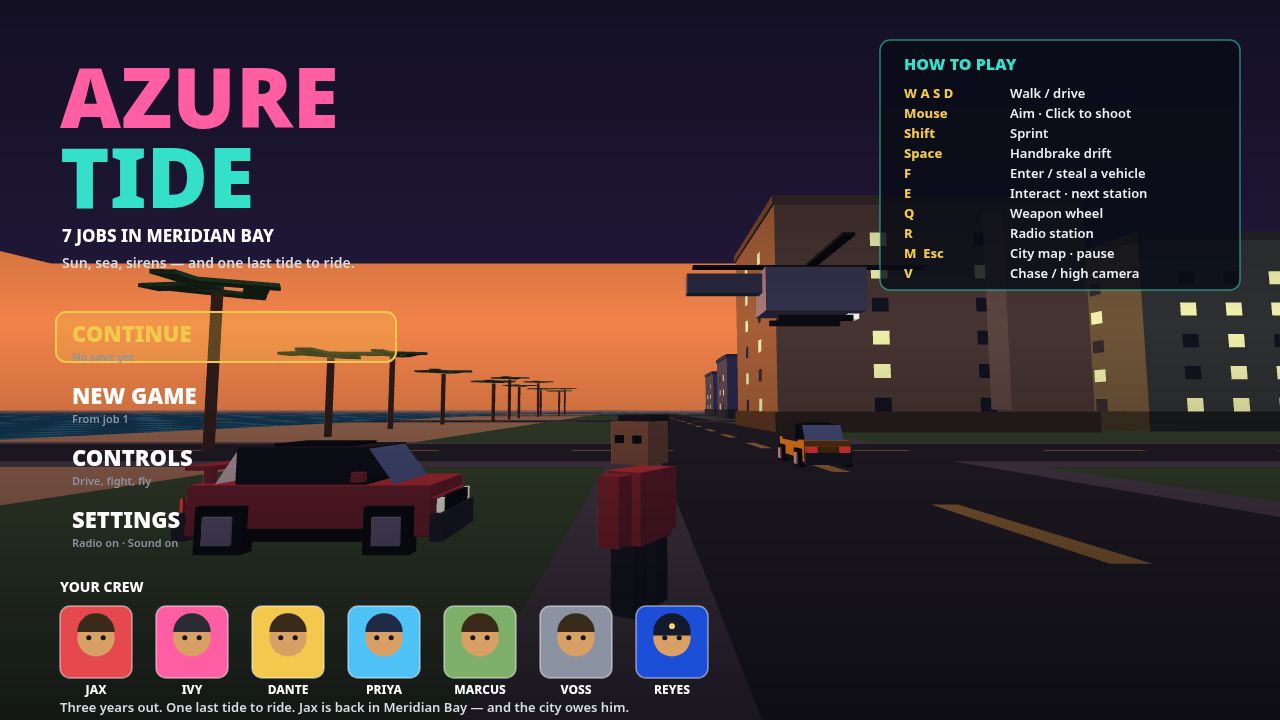 AZURE
TIDE
7 JOBS IN MERIDIAN BAY
Sun, sea, sirens — and one last tide to ride.
CONTINUE
No save yet
NEW GAME
From job 1
CONTROLS
Drive, fight, fly
SETTINGS
Radio on · Sound on
HOW TO PLAY
W A S D Walk / drive
Mouse Aim · Click to shoot
Shift Sprint
Space Handbrake drift
F Enter / steal a vehicle
E Interact · next station
Q Weapon wheel
R Radio station
M Esc City map · pause
V Chase / high camera
YOUR CREW
JAX IVY DANTE PRIYA MARCUS VOSS REYES
Three years out. One last tide to ride. Jax is back in Meridian Bay — and the city owes him.